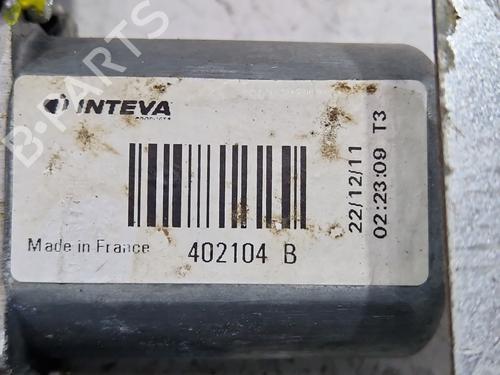 INTEVA
PRODUCTS
Made in France
402104 B
22/12/11
02:23:09 T3
B-PARTS